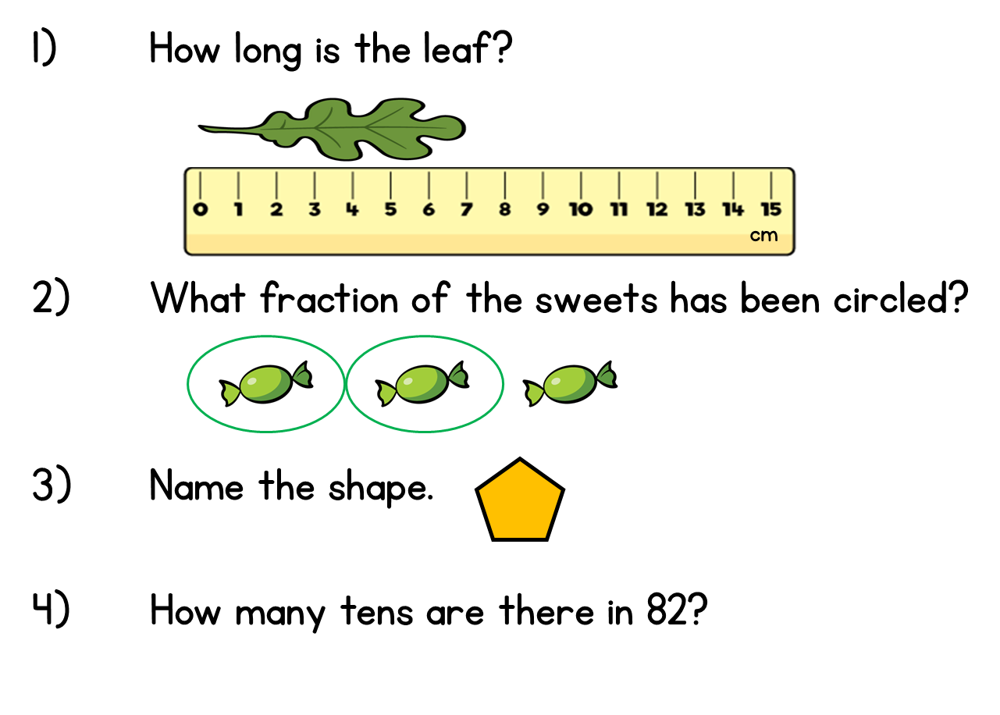 1) How long is the leaf?
0 1 2 3 4 5 6 7 8 9 10 11 12 13 14 15
cm
2) What fraction of the sweets has been circled?
3) Name the shape.
4) How many tens are there in 82?